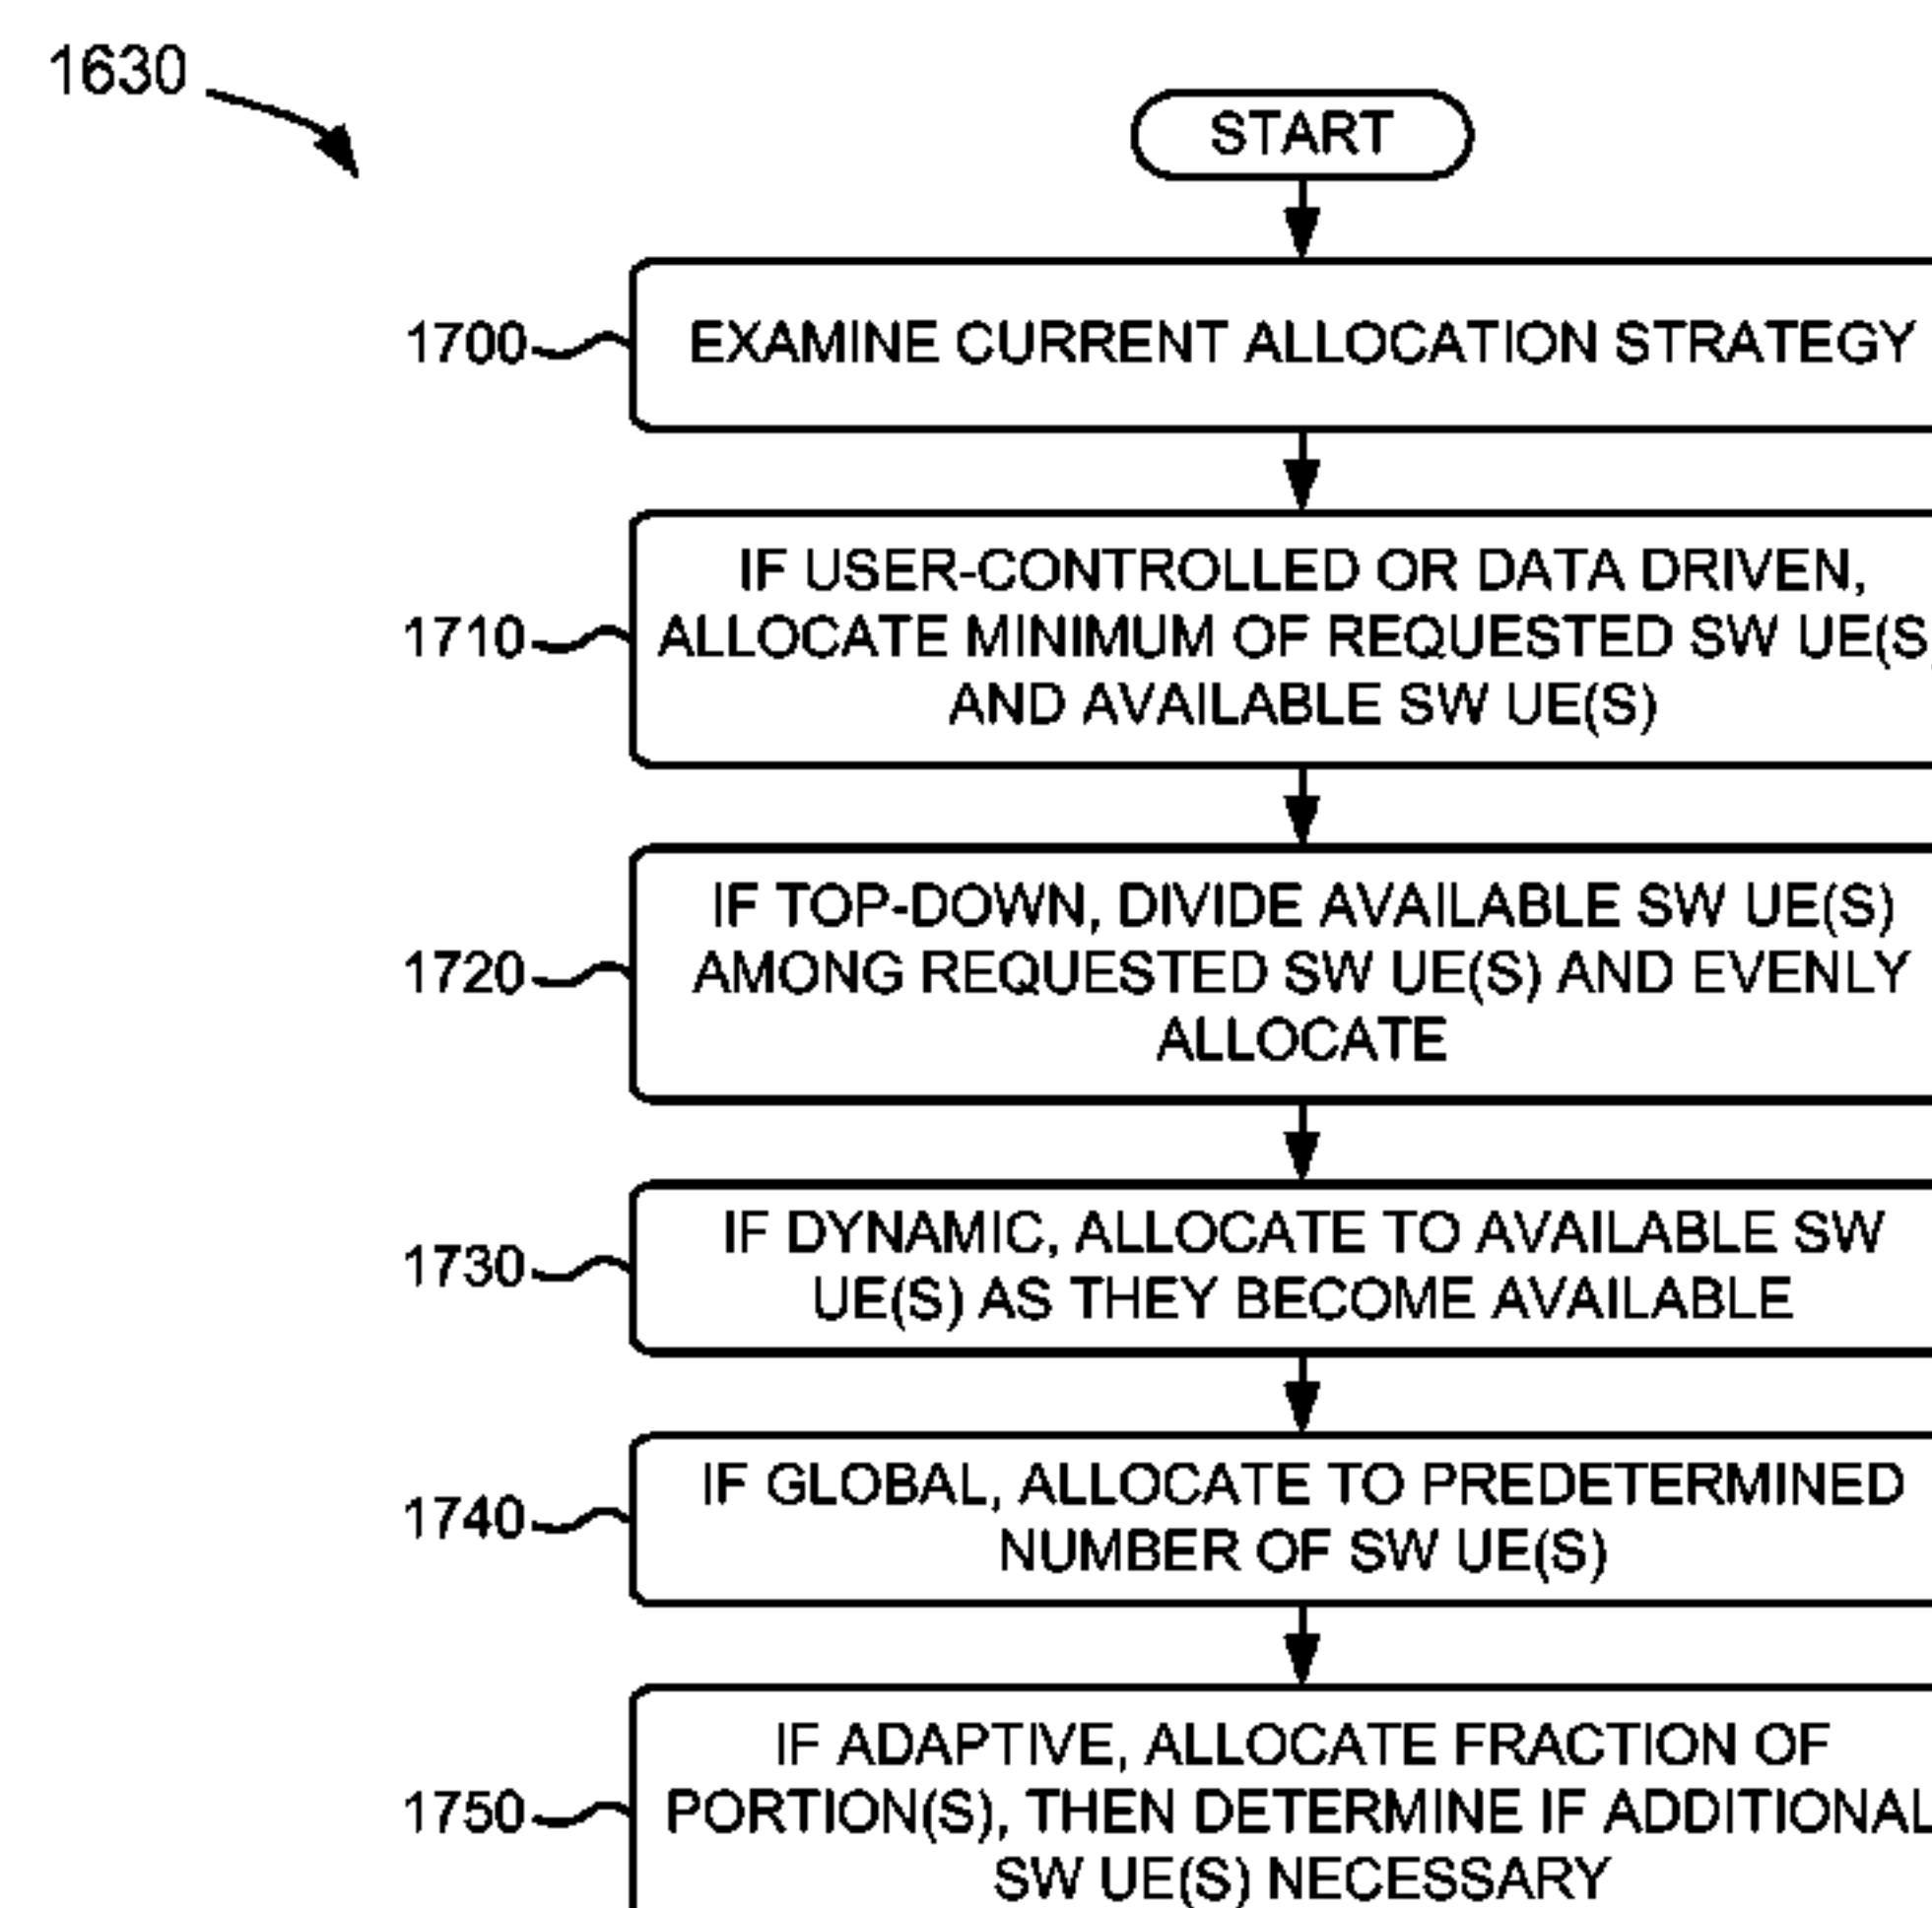 1630
START
1700
EXAMINE CURRENT ALLOCATION STRATEGY
IF USER-CONTROLLED OR DATA DRIVEN,
1710
ALLOCATE MINIMUM OF REQUESTED SW UE(S)
AND AVAILABLE SW UE(S)
IF TOP-DOWN, DIVIDE AVAILABLE SW UE(S)
1720
AMONG REQUESTED SW UE(S) AND EVENLY
ALLOCATE
IF DYNAMIC, ALLOCATE TO AVAILABLE SW
1730
UE(S) AS THEY BECOME AVAILABLE
IF GLOBAL, ALLOCATE TO PREDETERMINED
1740
NUMBER OF SW UE(S)
IF ADAPTIVE, ALLOCATE FRACTION OF
1750
PORTION(S), THEN DETERMINE IF ADDITIONAL
SW UE(S) NECESSARY